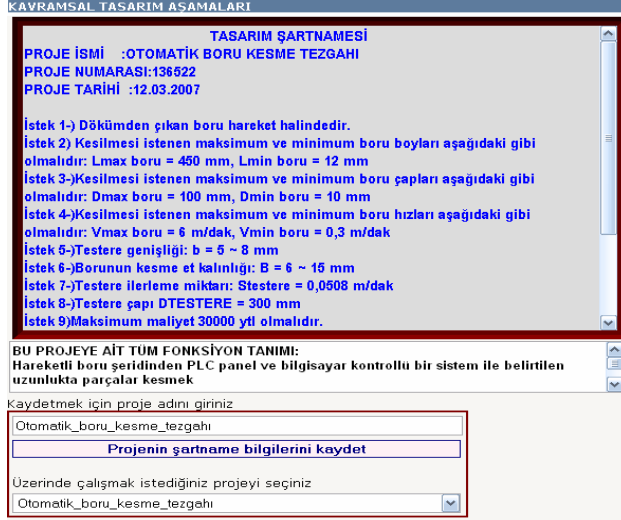 KAVRAMSAL TASARIM AŞAMALARI
TASARIM ŞARTNAMESİ
PROJE İSMİ :OTOMATİK BORU KESME TEZGAHI
PROJE NUMARASI:136522
PROJE TARİHİ :12.03.2007
İstek 1-) Dökümden çıkan boru hareket halindedir.
İstek 2) Kesilmesi istenen maksimum ve minimum boru boyları aşağıdaki gibi
olmalıdır: Lmax boru = 450 mm, Lmin boru = 12 mm
İstek 3-)Kesilmesi istenen maksimum ve minimum boru çapları aşağıdaki gibi
olmalıdır: Dmax boru = 100 mm, Dmin boru = 10 mm
İstek 4-)Kesilmesi istenen maksimum ve minimum boru hızları aşağıdaki gibi
olmalıdır: Vmax boru = 6 m/dak, Vmin boru = 0,3 m/dak
İstek 5-)Testere genişliği: b = 5 ~ 8 mm
İstek 6-)Borunun kesme et kalınlığı: B = 6 ~ 15 mm
İstek 7-)Testere ilerleme miktarı: Stestere = 0,0508 m/dak
İstek 8-)Testere çapı DTESTERE = 300 mm
İstek 9)Maksimum maliyet 30000 ytl olmalıdır.
BU PROJEYE AİT TÜM FONKSİYON TANIMI:
Hareketli boru şeridinden PLC panel ve bilgisayar kontrollü bir sistem ile belirtilen
uzunlukta parçalar kesmek
Kaydetmek için proje adını giriniz
Otomatik_boru_kesme_tezgahı
Projenin şartname bilgilerini kaydet
Üzerinde çalışmak istediğiniz projeyi seçiniz
Otomatik_boru_kesme_tezgahı